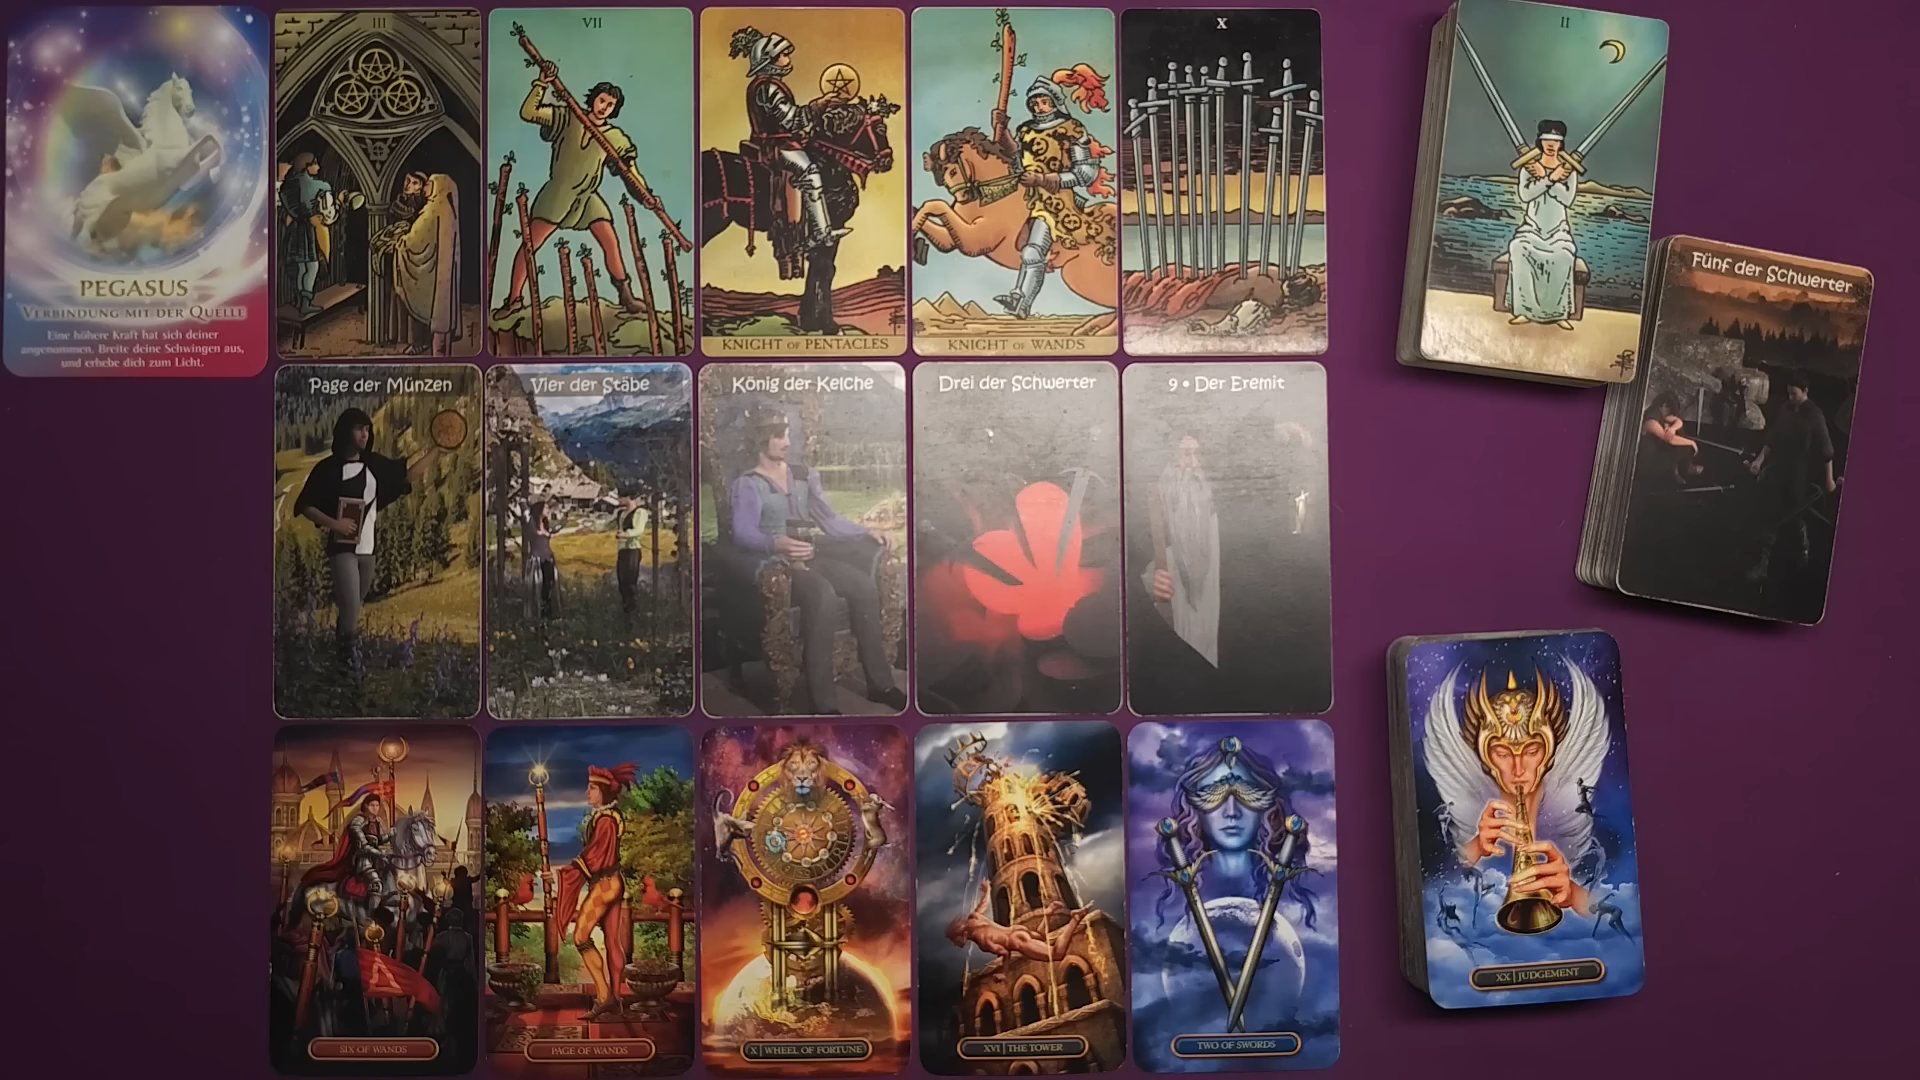 PEGASUS
VERBINDUNG MIT DER QUELLE
Eine höhere Kraft hat sich deiner
angenommen. Breite deine Schwingen aus,
und erhebe dich zum Licht.
III
VII
KNIGHT OF PENTACLES
KNIGHT OF WANDS
X
II
Fünf der Schwerter
Page der Münzen
Vier der Stäbe
König der Kelche
Drei der Schwerter
9 • Der Eremit
SIX OF WANDS
PAGE OF WANDS
X | WHEEL OF FORTUNE
XVI | THE TOWER
TWO OF SWORDS
XX | JUDGEMENT